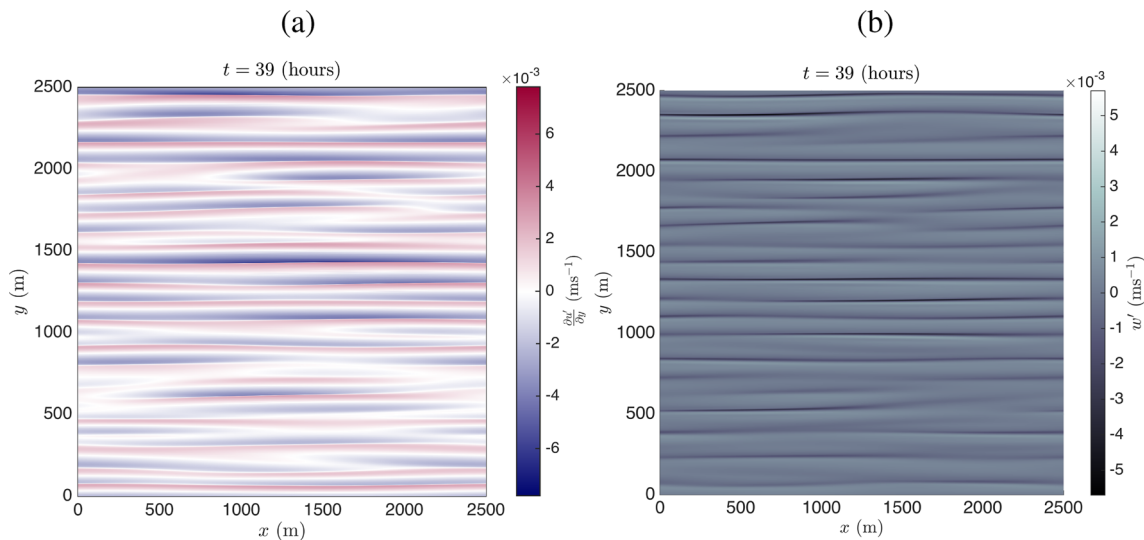 (a)
(b)
t = 39 (hours)
t = 39 (hours)
×10⁻³
×10⁻³
2500
2000
1500
1000
500
0
y (m)
0 500 1000 1500 2000 2500
x (m)
6
4
2
0
-2
-4
-6
∂u′/∂y (ms⁻¹)
2500
2000
1500
1000
500
0
y (m)
0 500 1000 1500 2000 2500
x (m)
5
4
3
2
1
0
-1
-2
-3
-4
-5
w′ (ms⁻¹)